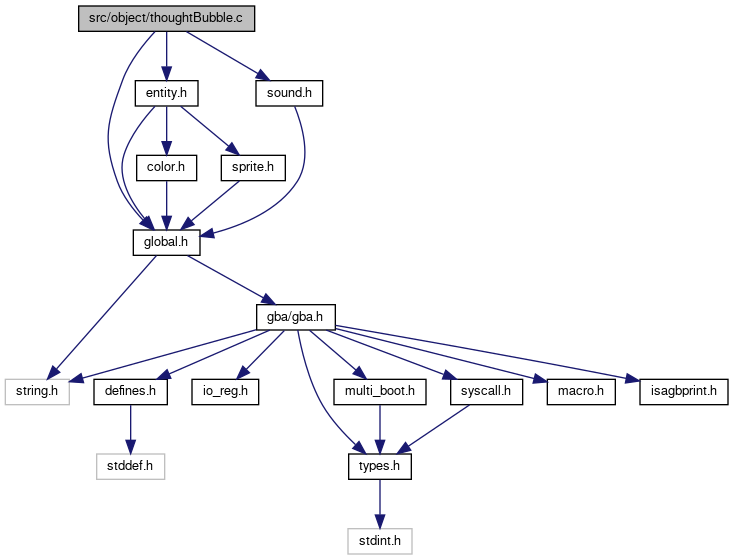 src/object/thoughtBubble.c
entity.h
sound.h
color.h
sprite.h
global.h
gba/gba.h
string.h
defines.h
io_reg.h
multi_boot.h
syscall.h
macro.h
isagbprint.h
stddef.h
types.h
stdint.h